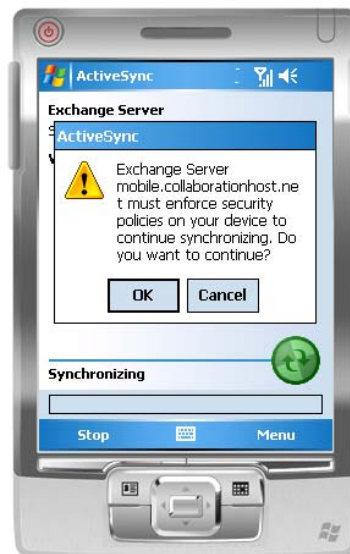 ActiveSync
Exchange Server
S
ActiveSync
Exchange Server
mobile.collaborationhost.ne
t must enforce security
policies on your device to
continue synchronizing. Do
you want to continue?
OK Cancel
Synchronizing
Stop Menu